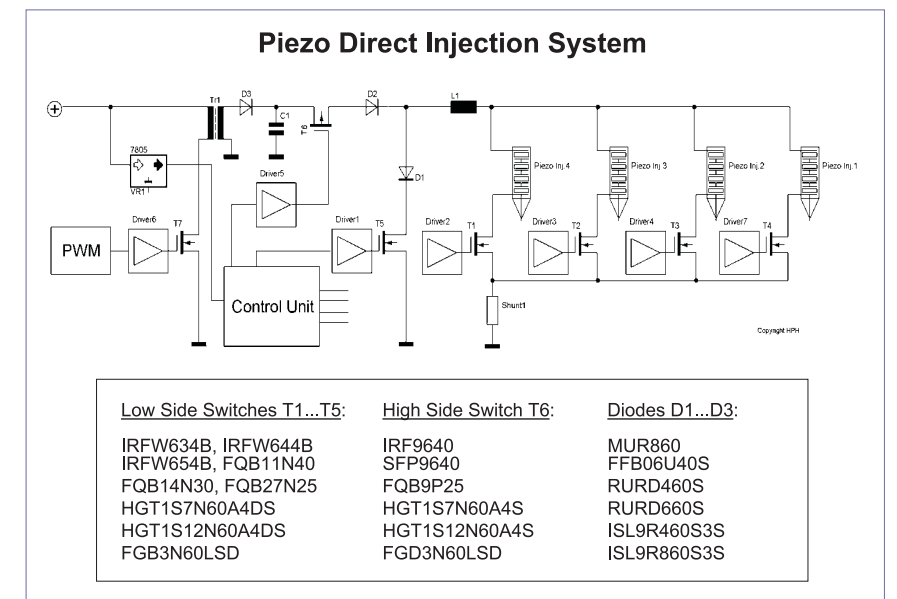 Piezo Direct Injection System
Tr1
D3
C1
T6
D2
L1
7805
VR1
Driver5
D1
Piezo Inj.4
Piezo Inj 3
Piezo Inj.2
Piezo Inj.1
PWM
Driver6
T7
Driver1
T5
Driver2
T1
Driver3
T2
Driver4
T3
Driver7
T4
Control Unit
Shunt1
Copyright HPH
Low Side Switches T1...T5:
IRFW634B, IRFW644B
IRFW654B, FQB11N40
FQB14N30, FQB27N25
HGT1S7N60A4DS
HGT1S12N60A4DS
FGB3N60LSD
High Side Switch T6:
IRF9640
SFP9640
FQB9P25
HGT1S7N60A4S
HGT1S12N60A4S
FGD3N60LSD
Diodes D1...D3:
MUR860
FFB06U40S
RURD460S
RURD660S
ISL9R460S3S
ISL9R860S3S